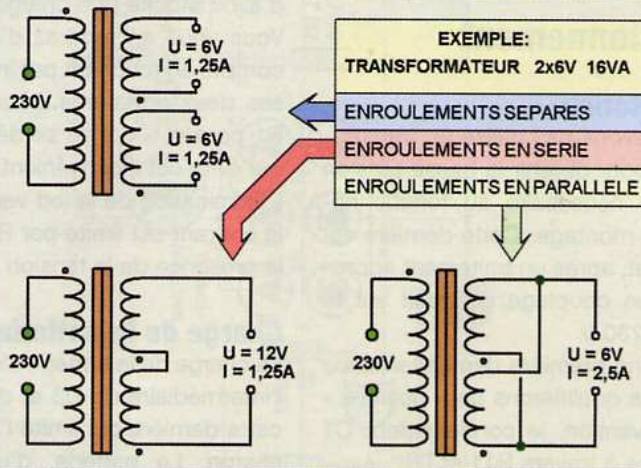 230V
U = 6V
I = 1,25A
U = 6V
I = 1,25A
EXEMPLE:
TRANSFORMATEUR 2x6V 16VA
ENROULEMENTS SEPARES
ENROULEMENTS EN SERIE
ENROULEMENTS EN PARALLELE
230V
U = 12V
I = 1,25A
230V
U = 6V
I = 2,5A